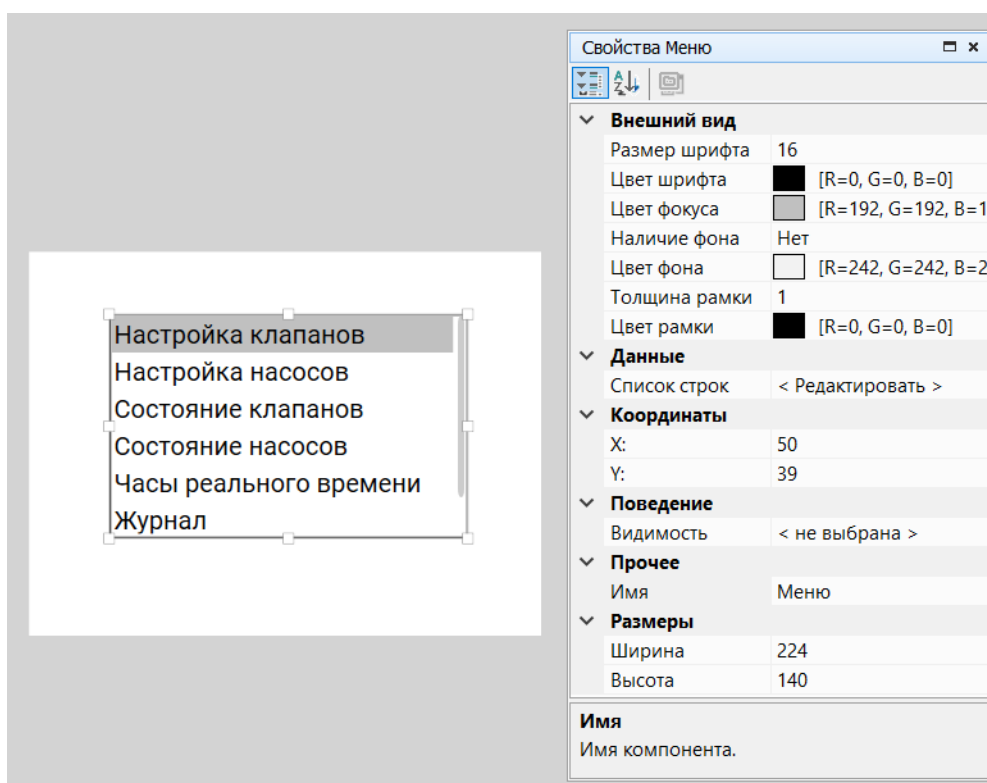 Настройка клапанов
Настройка насосов
Состояние клапанов
Состояние насосов
Часы реального времени
Журнал
Свойства Меню
Внешний вид
Размер шрифта 16
Цвет шрифта [R=0, G=0, B=0]
Цвет фокуса [R=192, G=192, B=1
Наличие фона Нет
Цвет фона [R=242, G=242, B=2
Толщина рамки 1
Цвет рамки [R=0, G=0, B=0]
Данные
Список строк < Редактировать >
Координаты
X: 50
Y: 39
Поведение
Видимость < не выбрана >
Прочее
Имя Меню
Размеры
Ширина 224
Высота 140
Имя
Имя компонента.